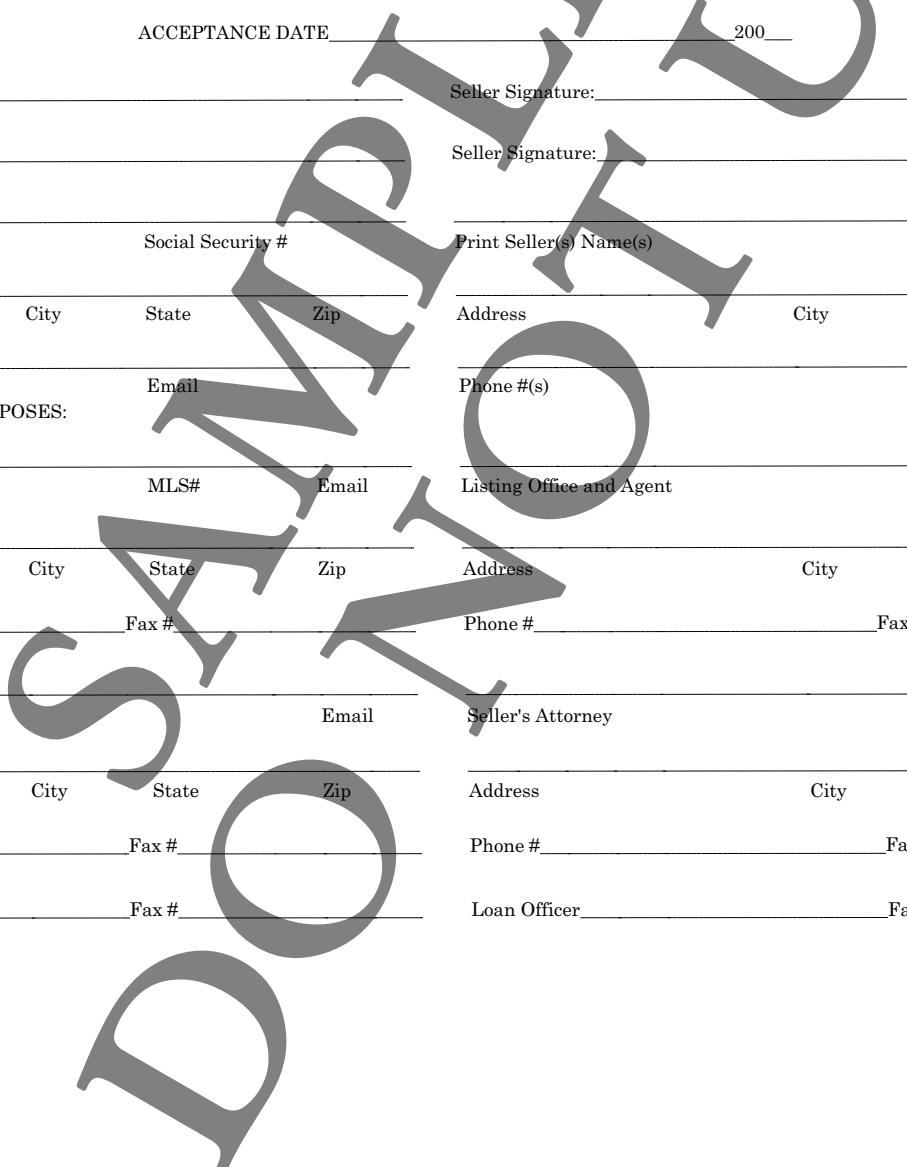 ACCEPTANCE DATE 200
Seller Signature:
Seller Signature:
Social Security # Print Seller(s) Name(s)
City State Zip Address City
Email Phone #(s)
POSES:
MLS# Email Listing Office and Agent
City State Zip Address City
Fax # Phone # Fax
Email Seller's Attorney
City State Zip Address City
Fax # Phone # Fa
Fax # Loan Officer Fa
SAMPLE
DO NOT U